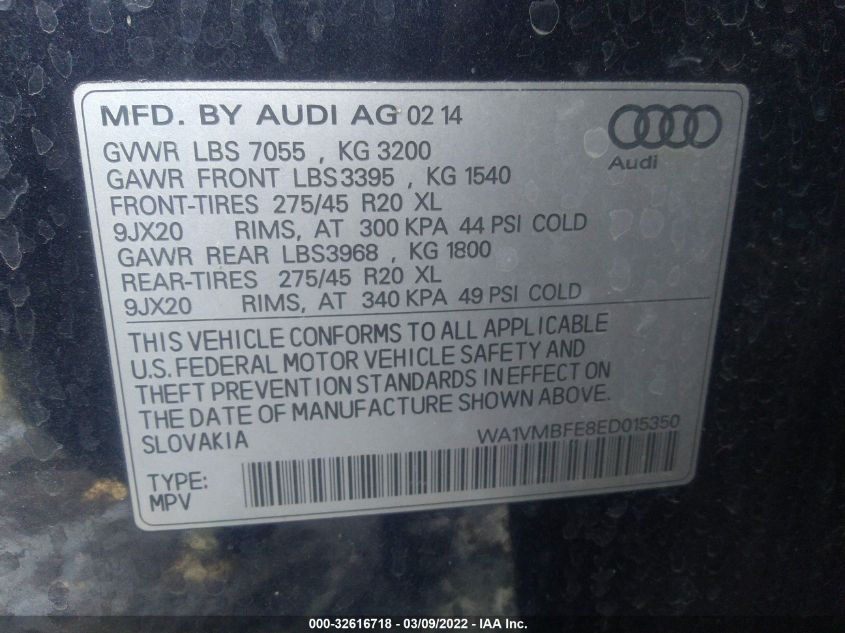 MFD. BY AUDI AG 02 14
Audi
GVWR LBS 7055 , KG 3200
GAWR FRONT LBS3395 , KG 1540
FRONT-TIRES 275/45 R20 XL
9JX20 RIMS, AT 300 KPA 44 PSI COLD
GAWR REAR LBS3968 , KG 1800
REAR-TIRES 275/45 R20 XL
9JX20 RIMS, AT 340 KPA 49 PSI COLD
THIS VEHICLE CONFORMS TO ALL APPLICABLE
U.S. FEDERAL MOTOR VEHICLE SAFETY AND
THEFT PREVENTION STANDARDS IN EFFECT ON
THE DATE OF MANUFACTURE SHOWN ABOVE.
SLOVAKIA WA1VMBFE8ED015350
TYPE:
MPV
000-32616718 - 03/09/2022 - IAA Inc.